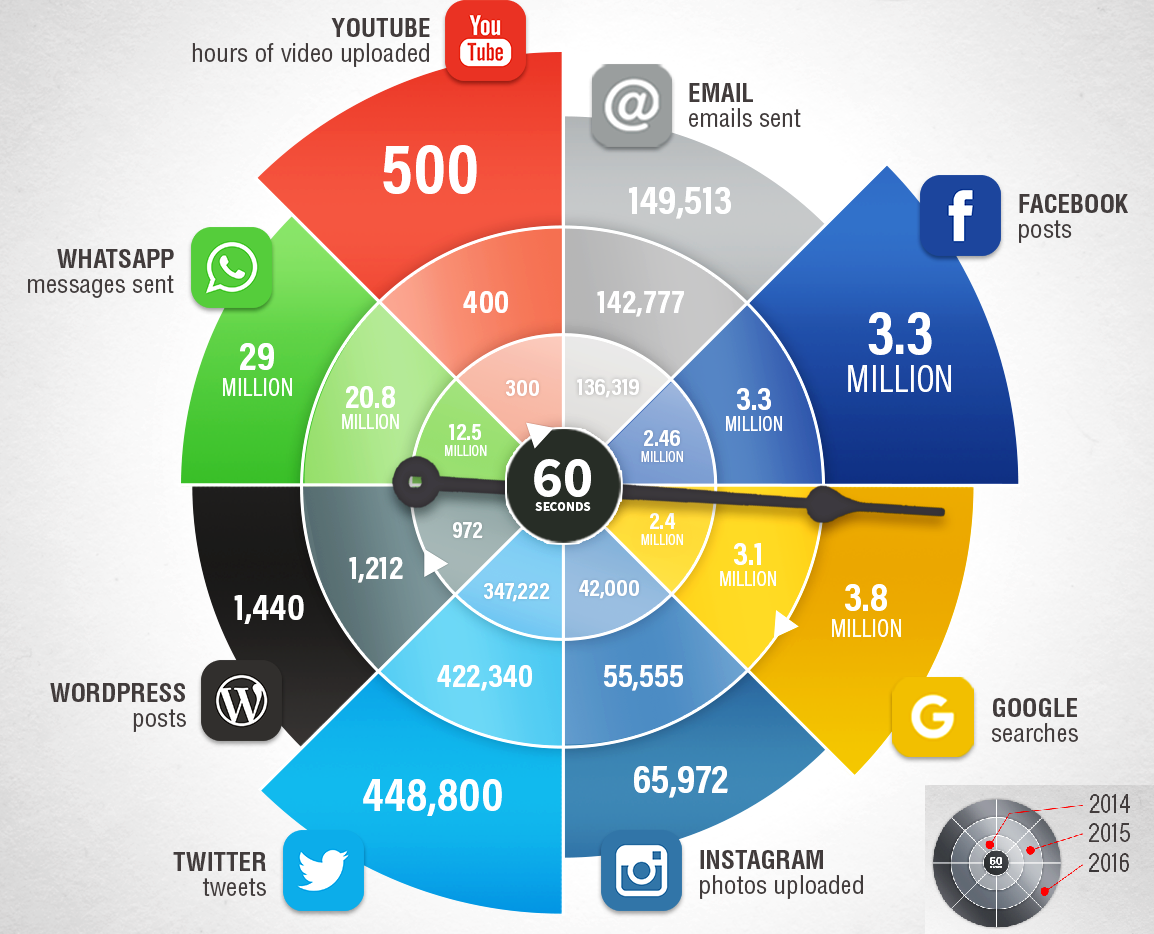 YOUTUBE
hours of video uploaded
You
Tube
500
400
300
@
EMAIL
emails sent
149,513
142,777
136,319
f
FACEBOOK
posts
3.3
MILLION
3.3
MILLION
2.46
MILLION
WHATSAPP
messages sent
29
MILLION
20.8
MILLION
12.5
MILLION
60
SECONDS
972
1,212
1,440
W
WORDPRESS
posts
2.4
MILLION
3.1
MILLION
3.8
MILLION
G
GOOGLE
searches
347,222
422,340
448,800
TWITTER
tweets
42,000
55,555
65,972
INSTAGRAM
photos uploaded
60
2014
2015
2016